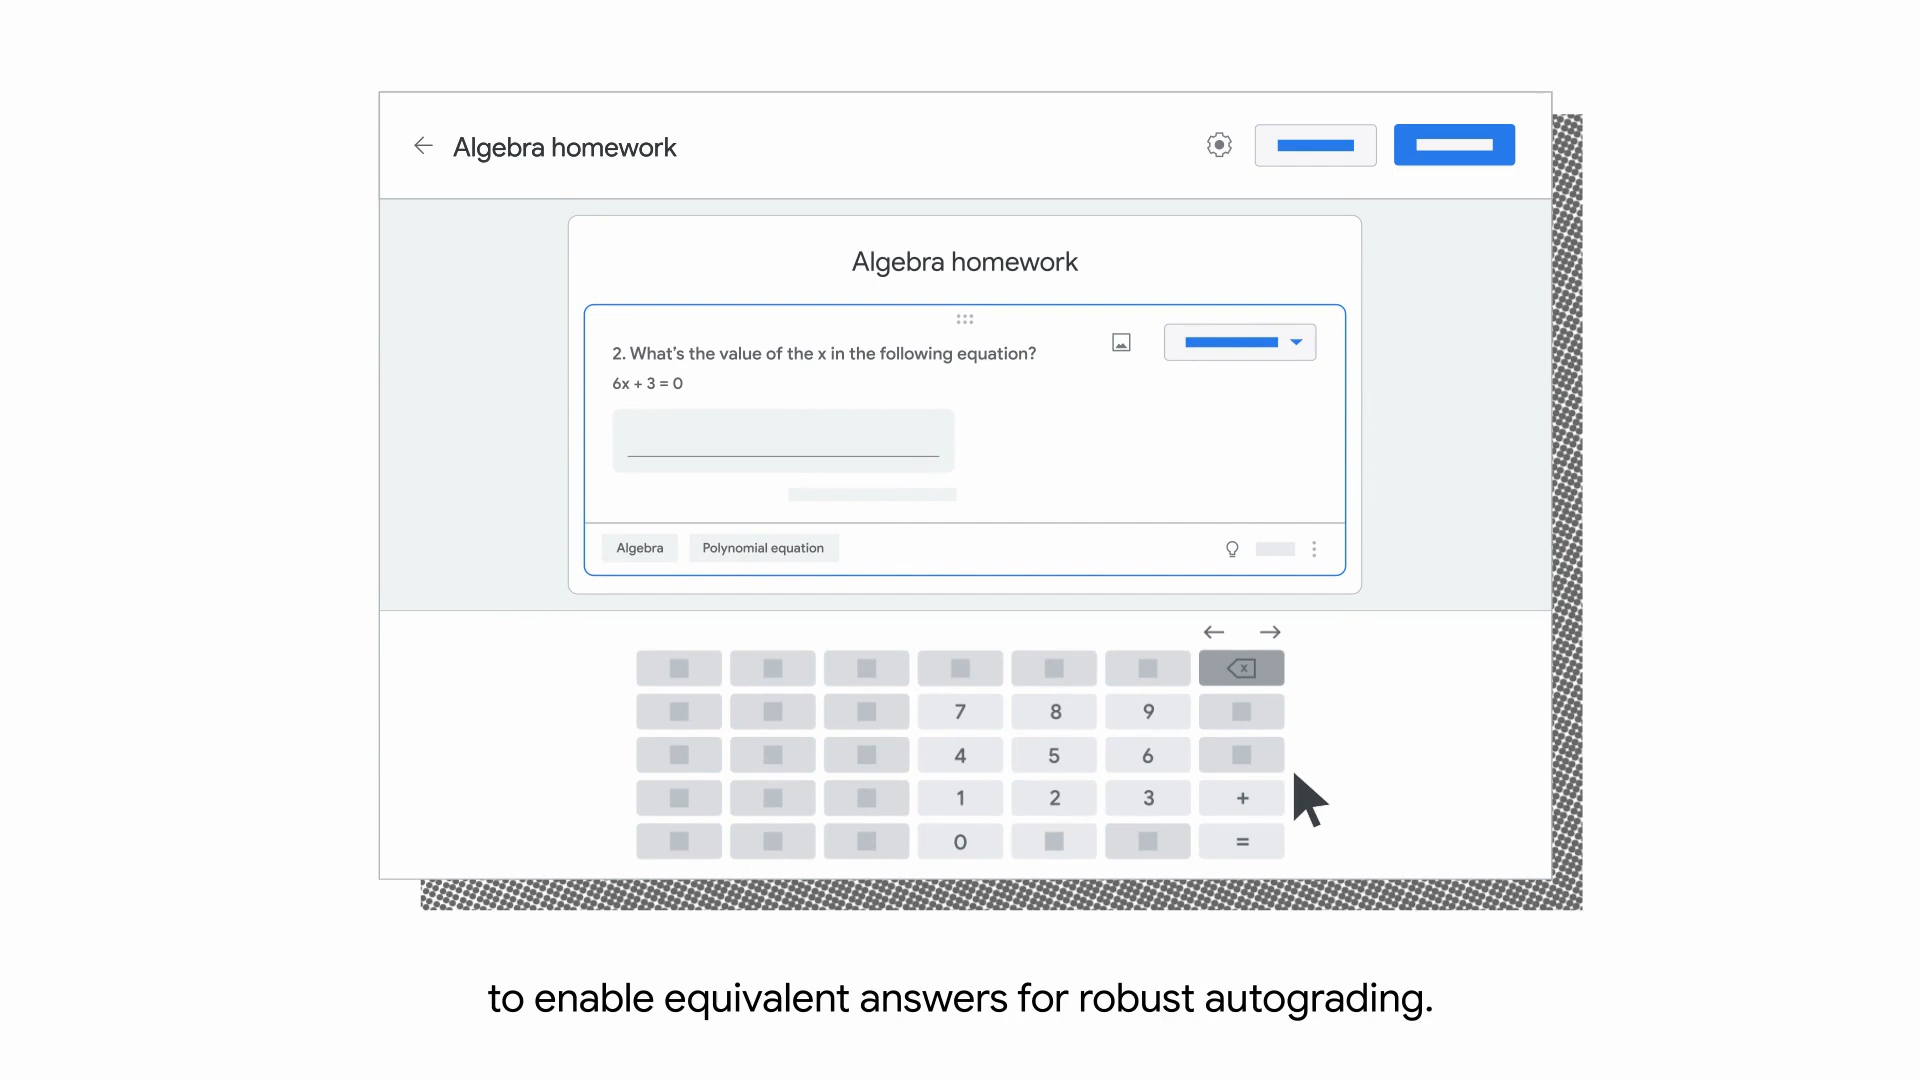 Algebra homework
Algebra homework
2. What's the value of the x in the following equation?
6x + 3 = 0
Algebra
Polynomial equation
7 8 9
4 5 6
1 2 3 +
0 =
to enable equivalent answers for robust autograding.